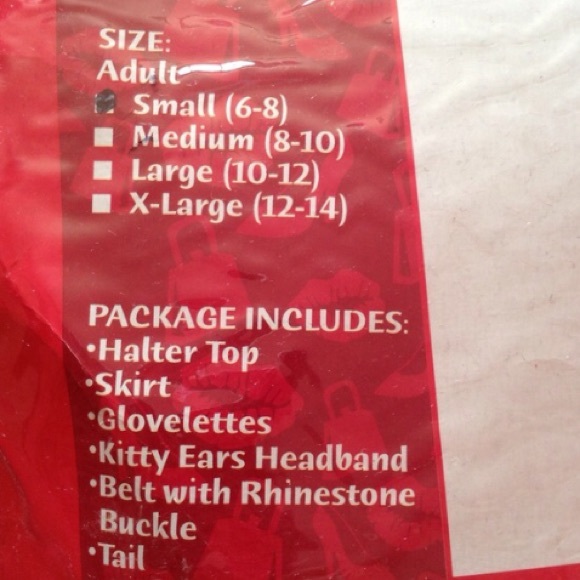 SIZE:
Adult
Small (6-8)
Medium (8-10)
Large (10-12)
X-Large (12-14)
PACKAGE INCLUDES:
•Halter Top
•Skirt
•Glovelettes
•Kitty Ears Headband
•Belt with Rhinestone
Buckle
•Tail